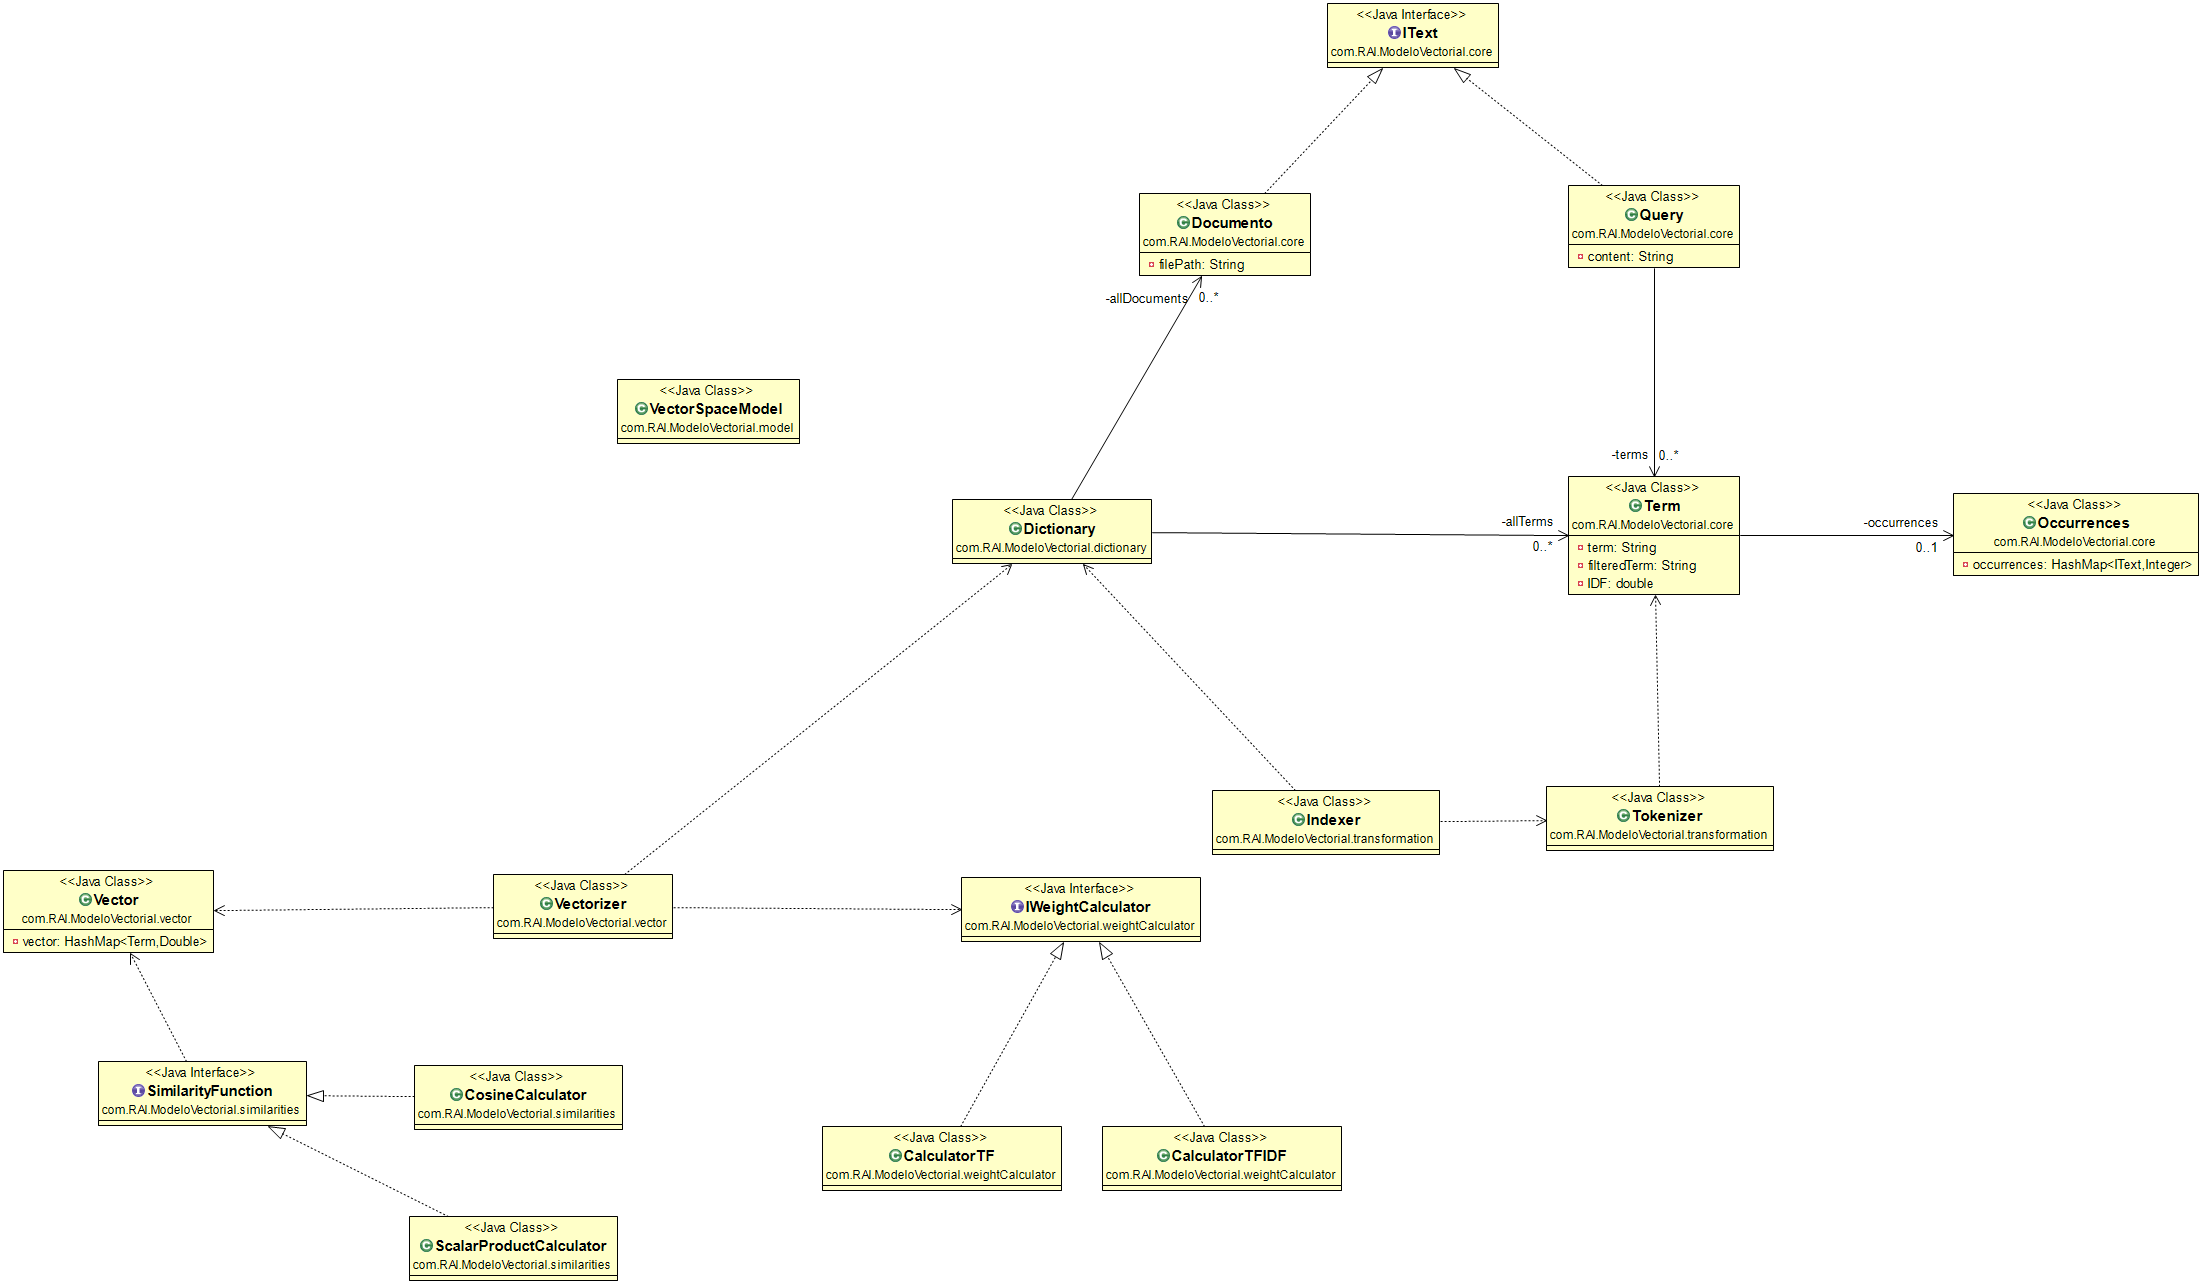 <<Java Interface>>
IText
com.RAI.ModeloVectorial.core
<<Java Class>>
Documento
com.RAI.ModeloVectorial.core
filePath: String
<<Java Class>>
Query
com.RAI.ModeloVectorial.core
content: String
-allDocuments
0..*
<<Java Class>>
VectorSpaceModel
com.RAI.ModeloVectorial.model
-terms
0..*
<<Java Class>>
Dictionary
com.RAI.ModeloVectorial.dictionary
-allTerms
0..*
<<Java Class>>
Term
com.RAI.ModeloVectorial.core
term: String
filteredTerm: String
IDF: double
-occurrences
0..1
<<Java Class>>
Occurrences
com.RAI.ModeloVectorial.core
occurrences: HashMap<IText,Integer>
<<Java Class>>
Indexer
com.RAI.ModeloVectorial.transformation
<<Java Class>>
Tokenizer
com.RAI.ModeloVectorial.transformation
<<Java Class>>
Vector
com.RAI.ModeloVectorial.vector
vector: HashMap<Term,Double>
<<Java Class>>
Vectorizer
com.RAI.ModeloVectorial.vector
<<Java Interface>>
IWeightCalculator
com.RAI.ModeloVectorial.weightCalculator
<<Java Interface>>
SimilarityFunction
com.RAI.ModeloVectorial.similarities
<<Java Class>>
CosineCalculator
com.RAI.ModeloVectorial.similarities
<<Java Class>>
CalculatorTF
com.RAI.ModeloVectorial.weightCalculator
<<Java Class>>
CalculatorTFIDF
com.RAI.ModeloVectorial.weightCalculator
<<Java Class>>
ScalarProductCalculator
com.RAI.ModeloVectorial.similarities